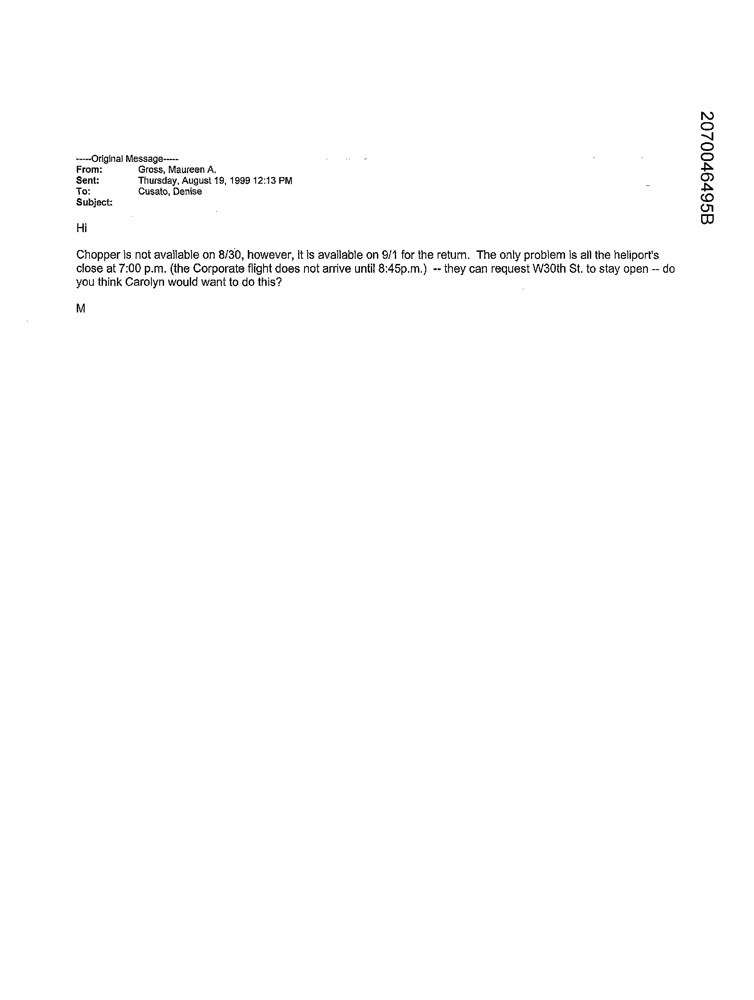 -----Original Message-----
From: Gross, Maureen A.
Sent: Thursday, August 19, 1999 12:13 PM
To: Cusato, Denise
Subject:
Hi
Chopper is not available on 8/30, however, it is available on 9/1 for the return. The only problem is all the heliport's
close at 7:00 p.m. (the Corporate flight does not arrive until 8:45p.m.) -- they can request W30th St. to stay open -- do
you think Carolyn would want to do this?
M
2070046495B